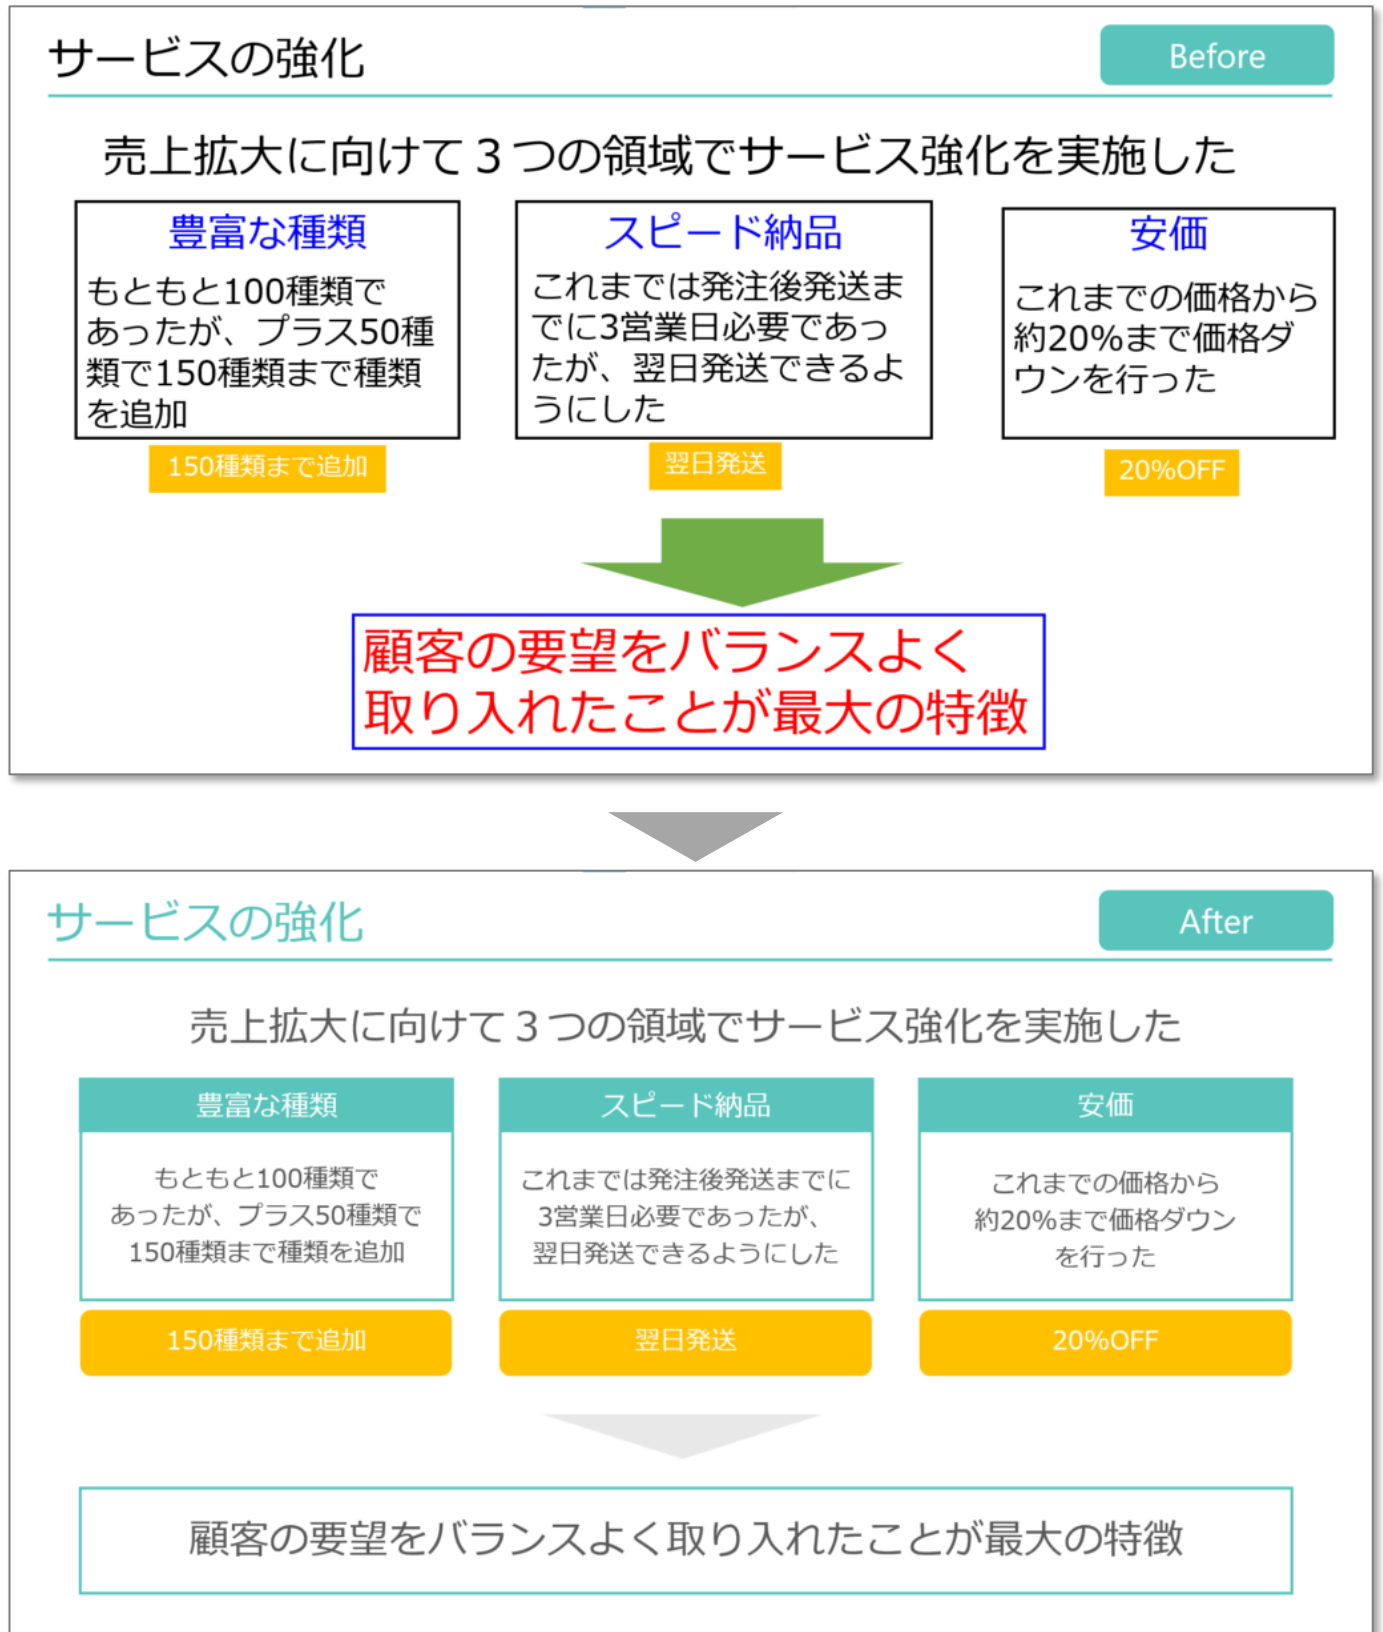 サービスの強化
Before
売上拡大に向けて３つの領域でサービス強化を実施した
豊富な種類
もともと100種類で
あったが、プラス50種
類で150種類まで種類
を追加
150種類まで追加
スピード納品
これまでは発注後発送ま
でに3営業日必要であっ
たが、翌日発送できるよ
うにした
翌日発送
安価
これまでの価格から
約20%まで価格ダ
ウンを行った
20%OFF
顧客の要望をバランスよく
取り入れたことが最大の特徴
サービスの強化
After
売上拡大に向けて３つの領域でサービス強化を実施した
豊富な種類
もともと100種類で
あったが、プラス50種類で
150種類まで種類を追加
150種類まで追加
スピード納品
これまでは発注後発送までに
3営業日必要であったが、
翌日発送できるようにした
翌日発送
安価
これまでの価格から
約20%まで価格ダウン
を行った
20%OFF
顧客の要望をバランスよく取り入れたことが最大の特徴